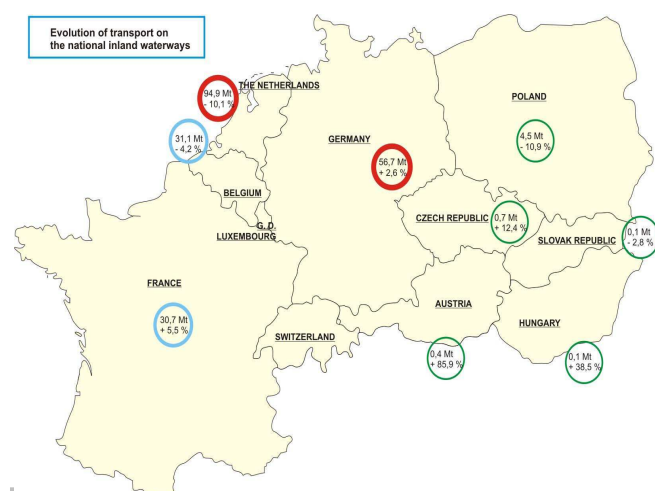 Evolution of transport on
the national inland waterways
THE NETHERLANDS
94,9 Mt
- 10,1 %
POLAND
31,1 Mt
- 4,2 %
GERMANY
4,5 Mt
- 10,9 %
56,7 Mt
+ 2,6 %
BELGIUM
CZECH REPUBLIC
0,7 Mt
+ 12,4 %
G. D.
LUXEMBOURG
SLOVAK REPUBLIC
0,1 Mt
- 2,8 %
FRANCE
30,7 Mt
+ 5,5 %
AUSTRIA
HUNGARY
SWITZERLAND
0,4 Mt
+ 85,9 %
0,1 Mt
+ 38,5 %